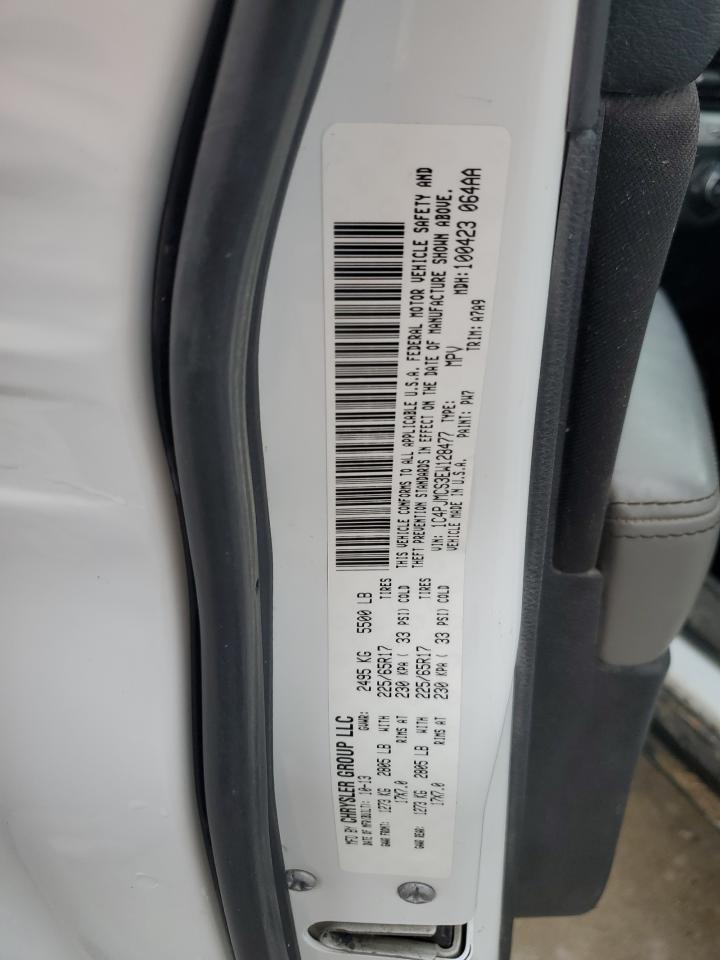 MFD BY CHRYSLER GROUP LLC
DATE OF MFR/BUILT: 10-13 GVWR: 2495 KG 5500 LB
GAWR FRONT: 1273 KG 2805 LB WITH 225/65R17 TIRES
17X7.0 RIMS AT 230 KPA ( 33 PSI) COLD
GAWR REAR: 1273 KG 2805 LB WITH 225/65R17 TIRES
17X7.0 RIMS AT 230 KPA ( 33 PSI) COLD
THIS VEHICLE CONFORMS TO ALL APPLICABLE U.S.A. FEDERAL MOTOR VEHICLE SAFETY AND
THEFT PREVENTION STANDARDS IN EFFECT ON THE DATE OF MANUFACTURE SHOWN ABOVE.
VIN: 1C4PJMCS3EW128477 TYPE: MPV MDH: 100423 064AA
VEHICLE MADE IN U.S.A. PAINT: PW7 TRIM: A7A9